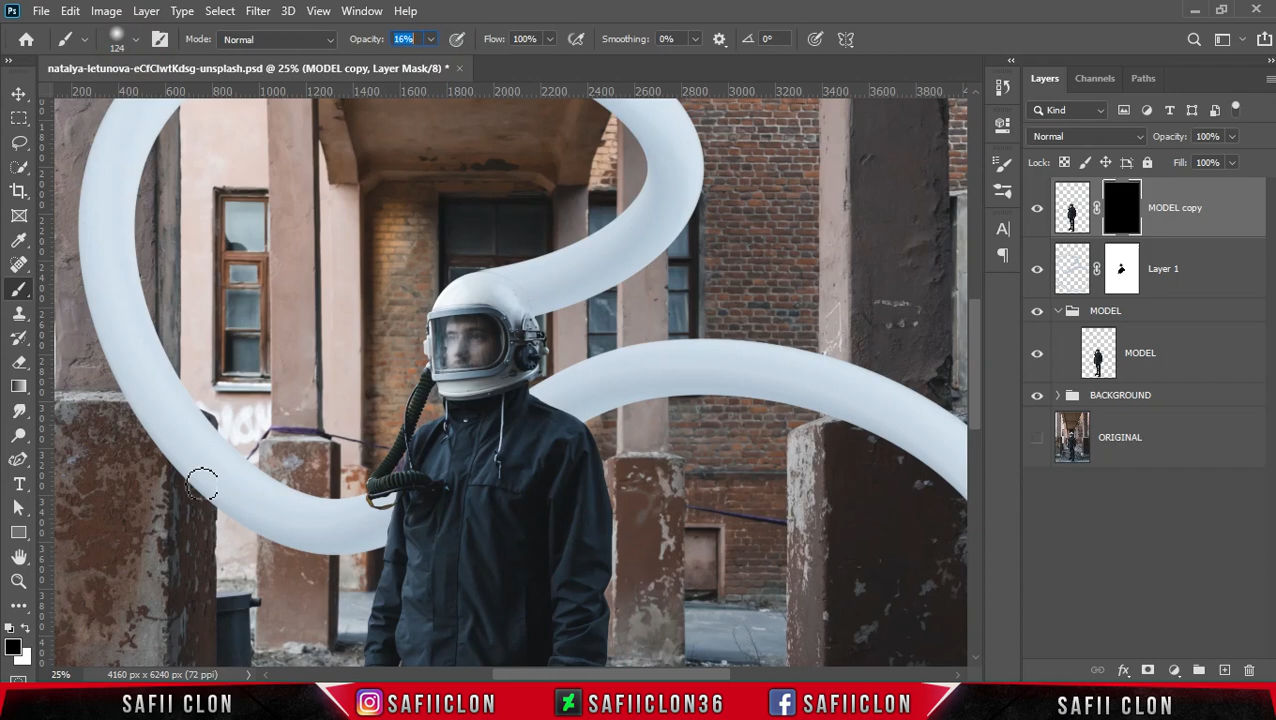 Ps File Edit Image Layer Type Select Filter 3D View Window Help
124 Mode: Normal Opacity: 16% Flow: 100% Smoothing: 0% 0°
natalya-letunova-eCfClwtKdsg-unsplash.psd @ 25% (MODEL copy, Layer Mask/8) *
200 400 600 800 1000 1200 1400 1600 1800 2000 2200 2400 2600 2800 3000 3200 3400 3600 3800
Layers Channels Paths
Kind
Normal Opacity: 100%
Lock: Fill: 100%
MODEL copy
Layer 1
MODEL
MODEL
BACKGROUND
ORIGINAL
25% 4160 px x 6240 px (72 ppi)
SAFII CLON SAFIICLON SAFIICLON36 SAFIICLON SAFII CLON